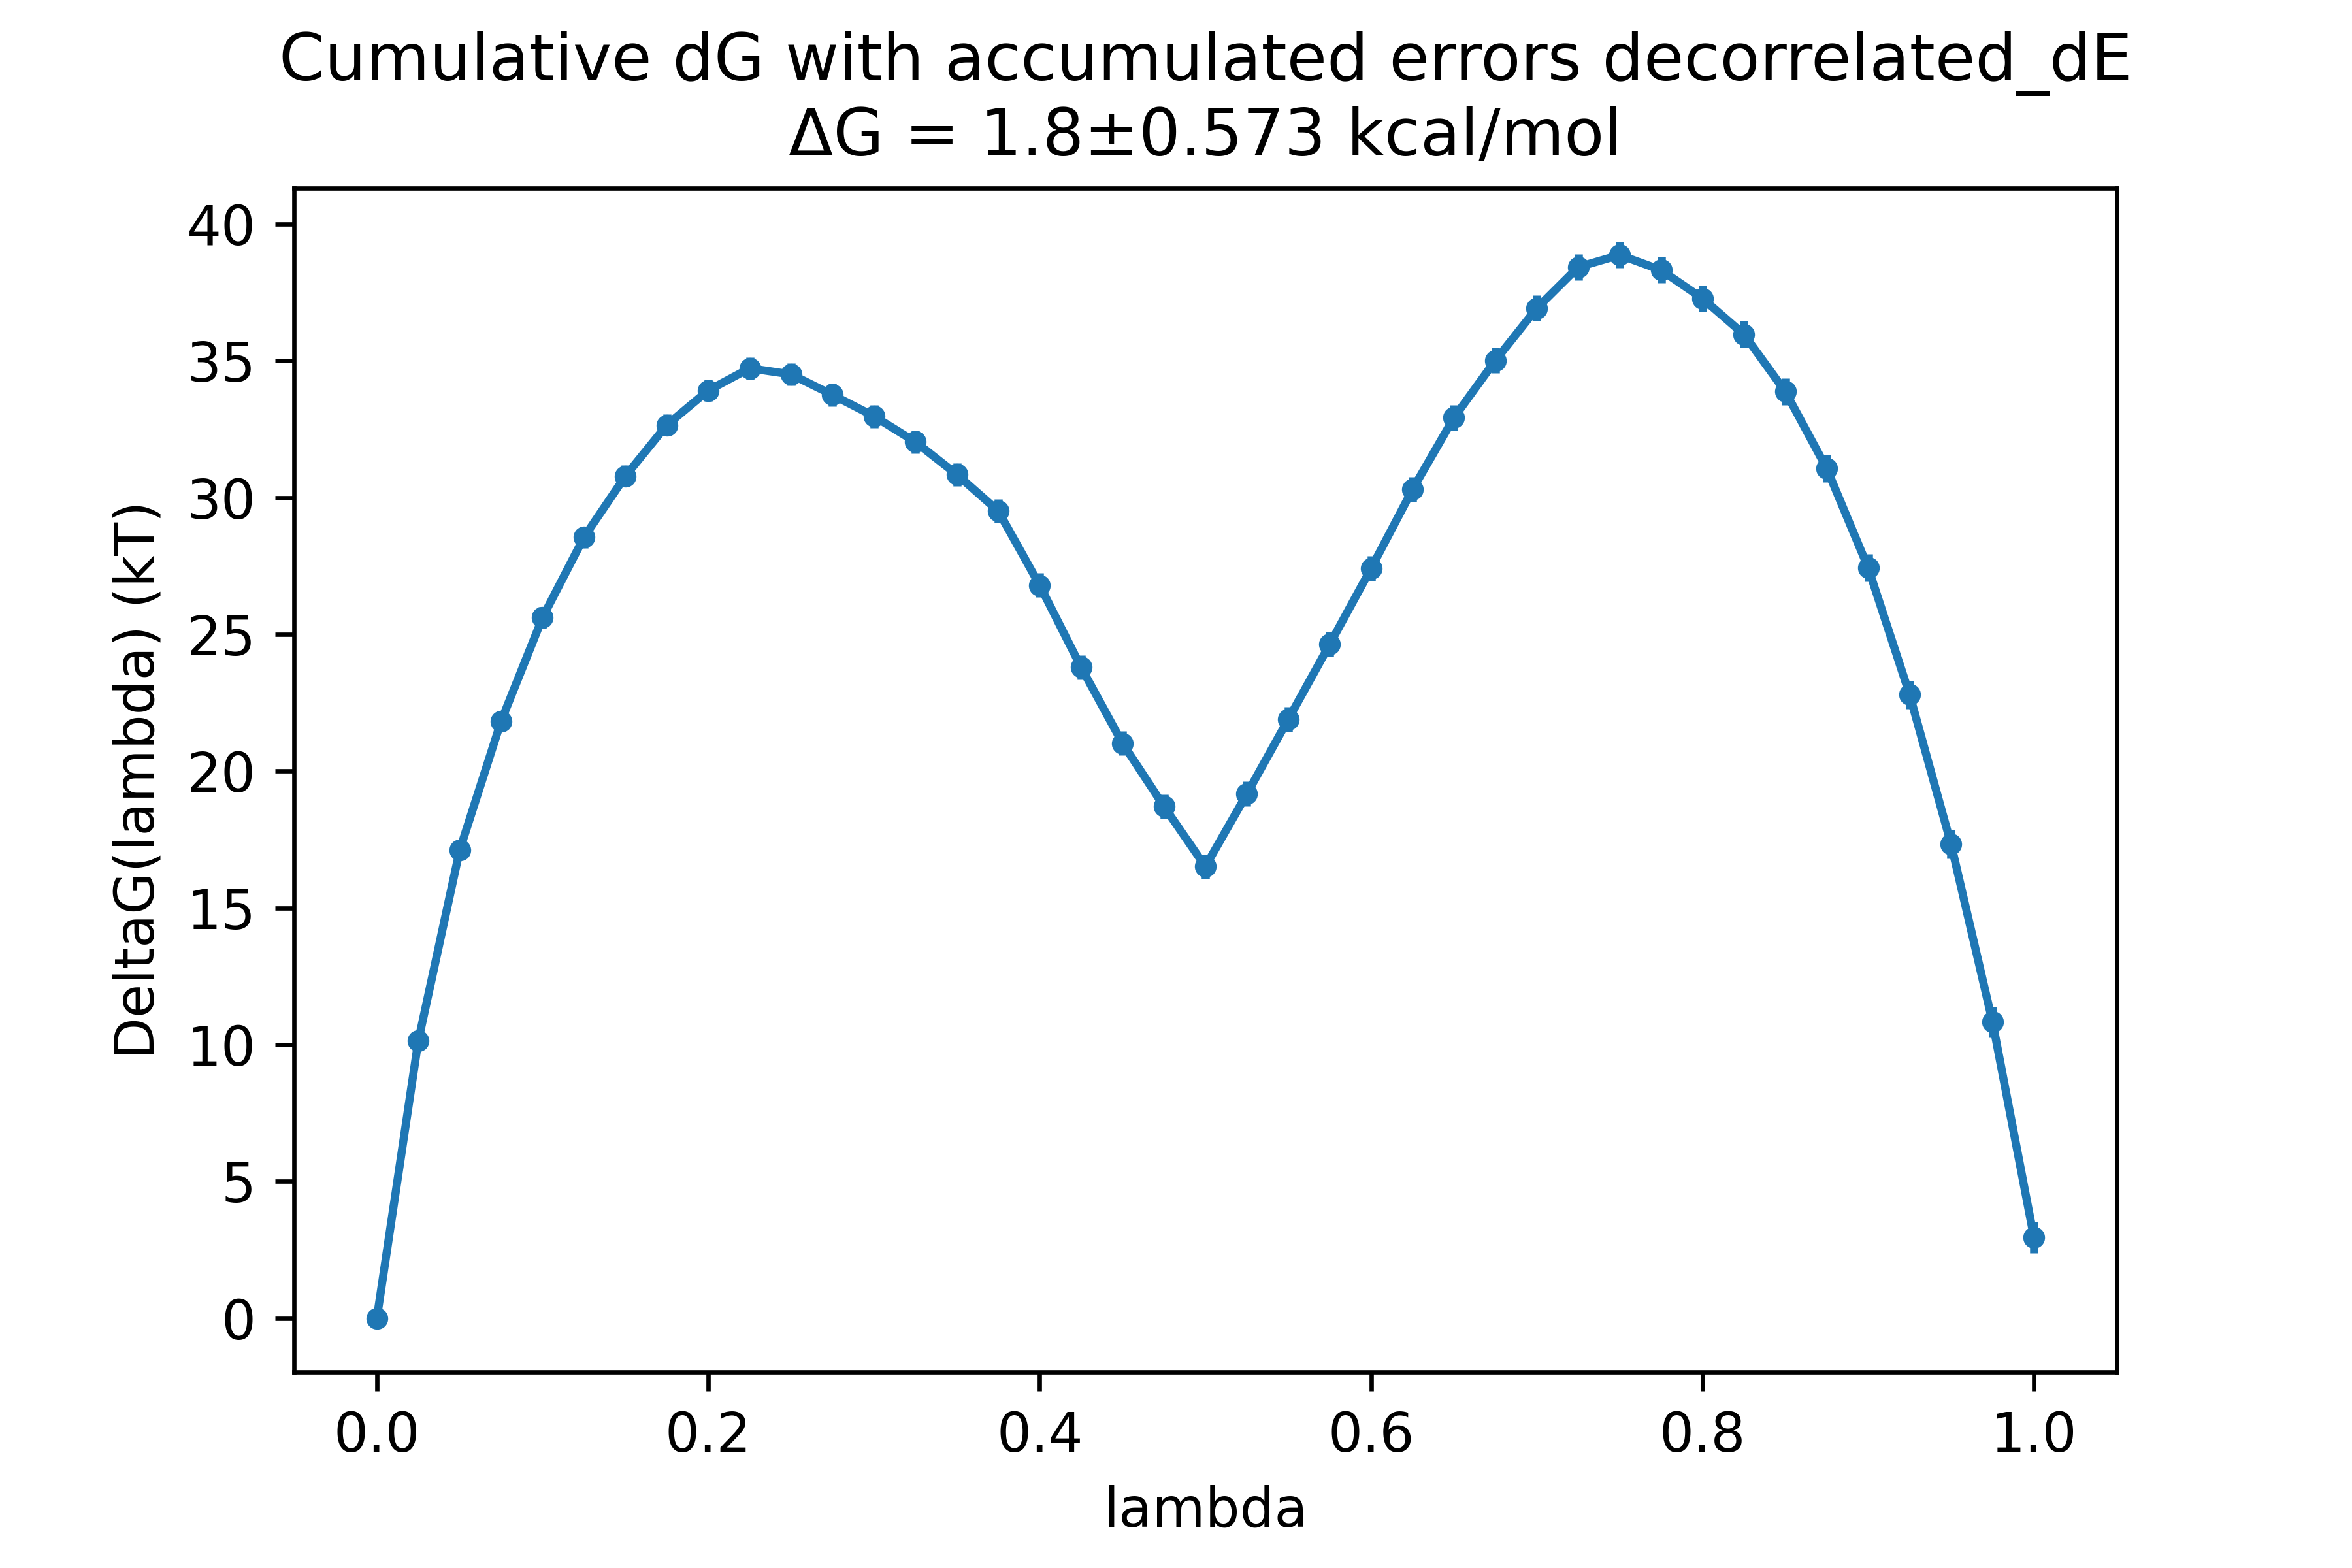 Cumulative dG with accumulated errors decorrelated_dE
ΔG = 1.8±0.573 kcal/mol
DeltaG(lambda) (kT)
40
35
30
25
20
15
10
5
0
0.0 0.2 0.4 0.6 0.8 1.0
lambda